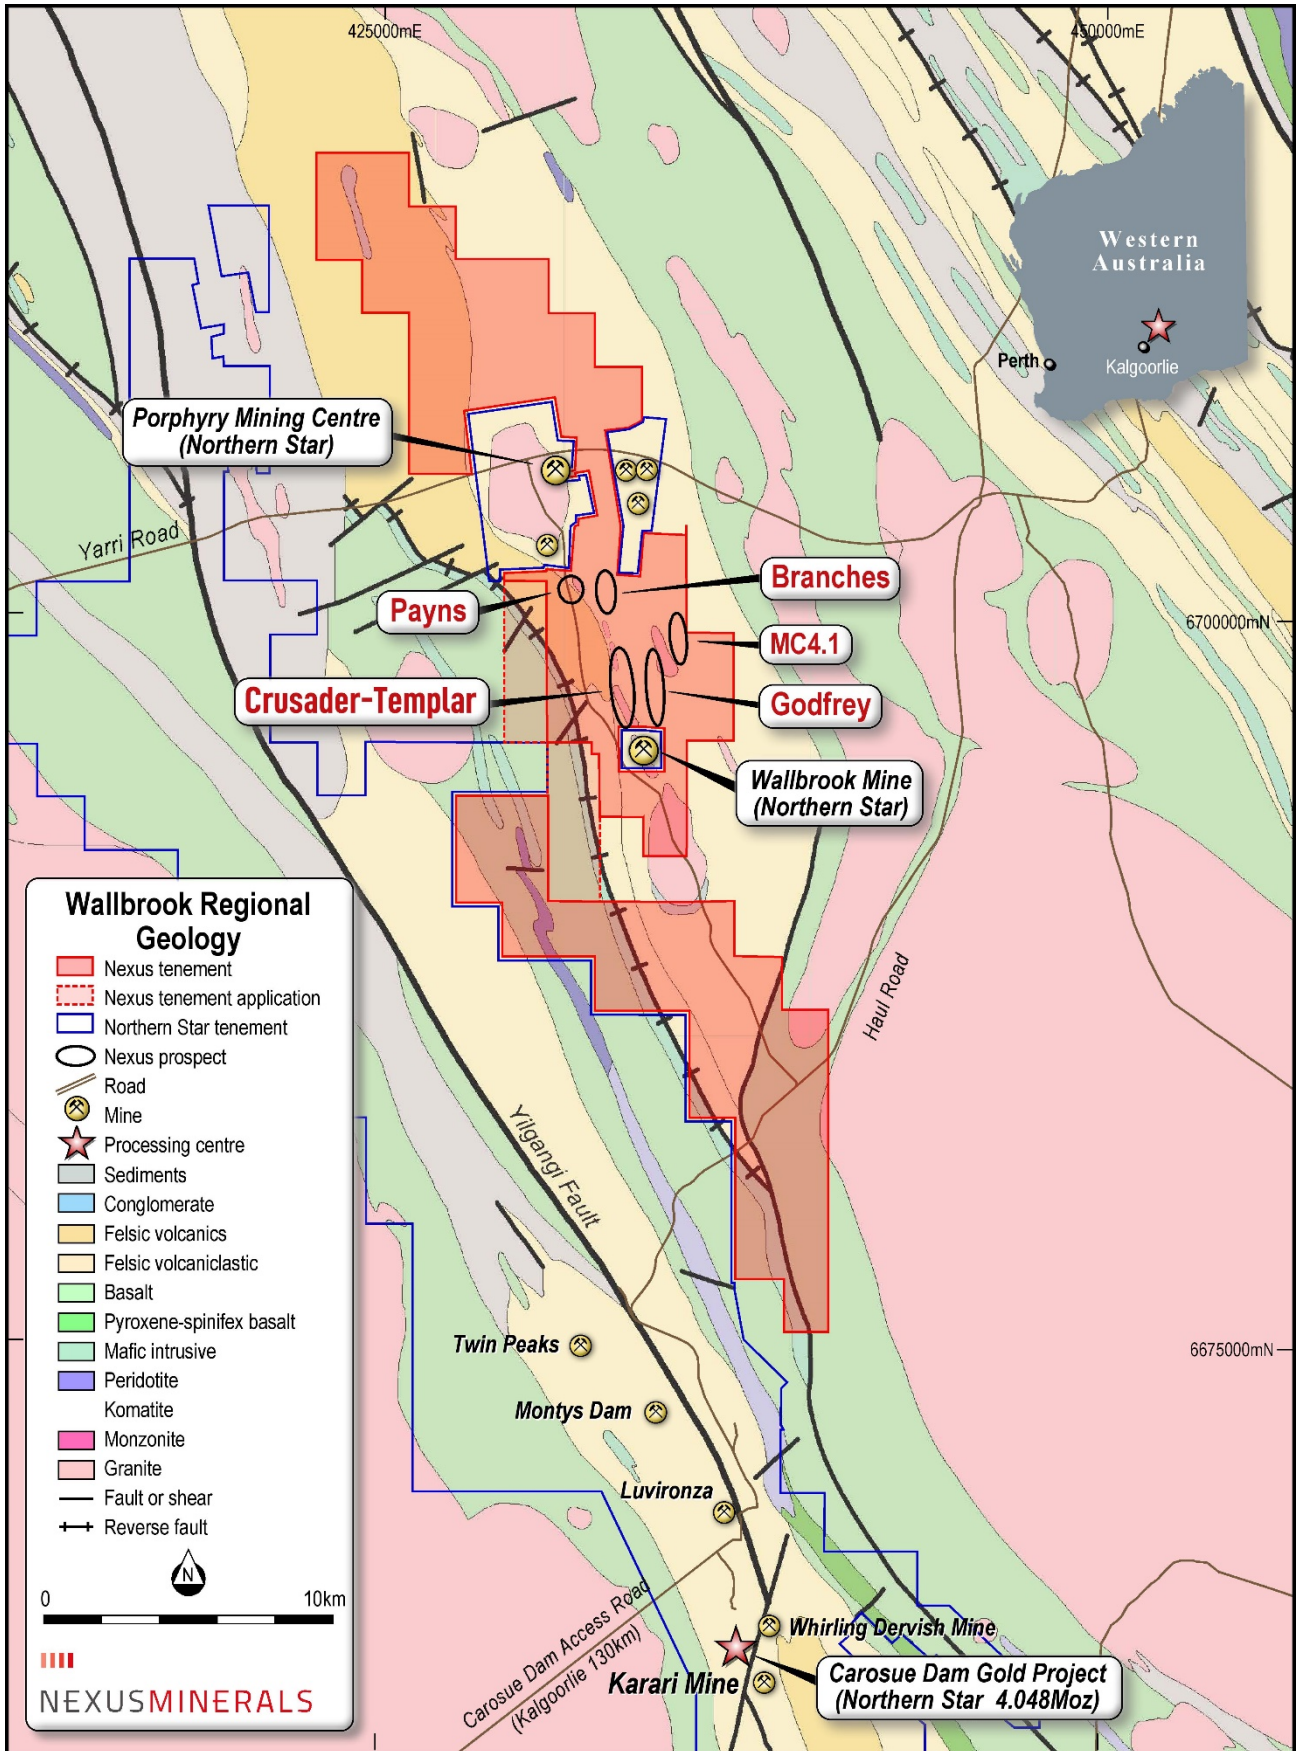 425000mE
450000mE
Western
Australia
Perth
Kalgoorlie
Porphyry Mining Centre
(Northern Star)
Yarri Road
Payns
Branches
6700000mN
MC4.1
Crusader-Templar
Godfrey
Wallbrook Mine
(Northern Star)
Haul Road
Yilgangi Fault
6675000mN
Twin Peaks
Montys Dam
Luvironza
Carosue Dam Access Road
(Kalgoorlie 130km)
Whirling Dervish Mine
Karari Mine
Carosue Dam Gold Project
(Northern Star 4.048Moz)
Wallbrook Regional
Geology
Nexus tenement
Nexus tenement application
Northern Star tenement
Nexus prospect
Road
Mine
Processing centre
Sediments
Conglomerate
Felsic volcanics
Felsic volcaniclastic
Basalt
Pyroxene-spinifex basalt
Mafic intrusive
Peridotite
Komatite
Monzonite
Granite
Fault or shear
Reverse fault
N
0 10km
NEXUSMINERALS